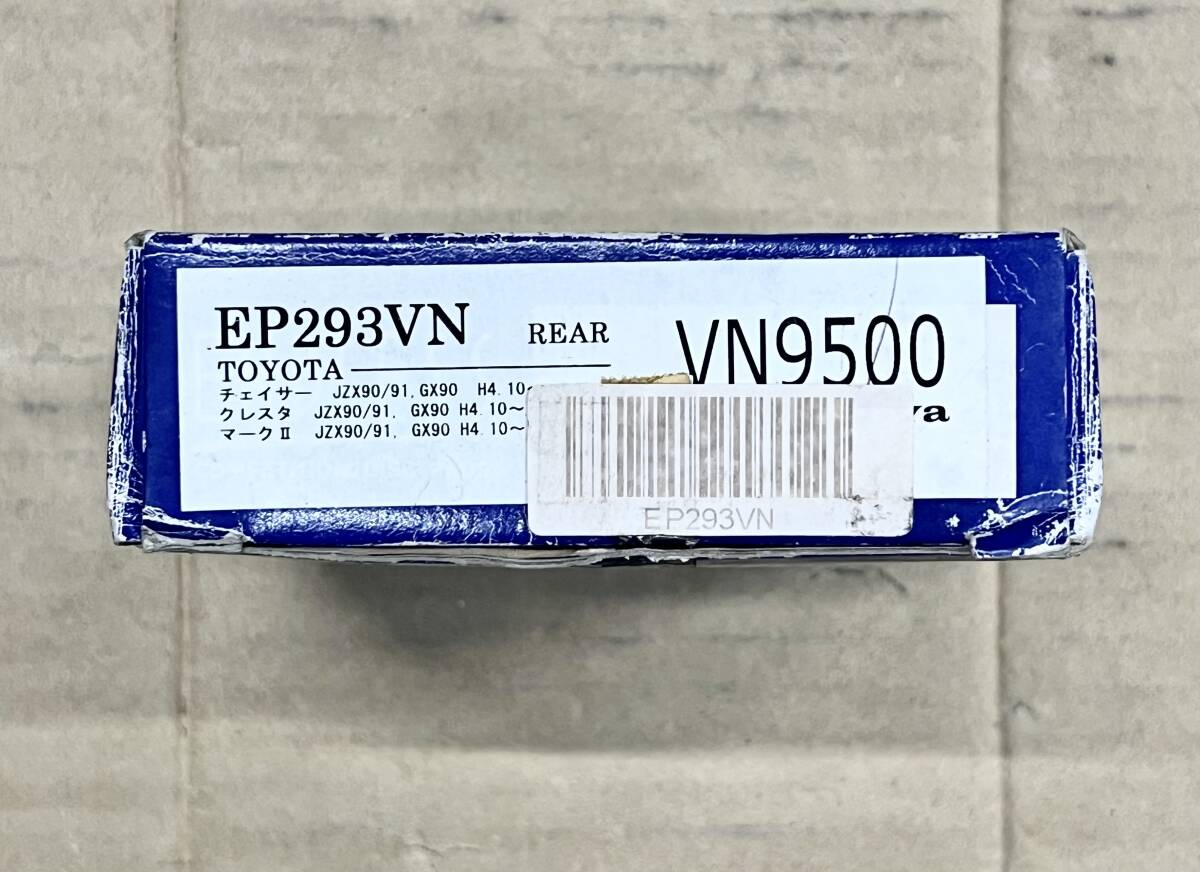 EP293VN REAR VN9500
TOYOTA
チェイサー JZX90/91, GX90 H4.10~
クレスタ JZX90/91, GX90 H4.10~
マークⅡ JZX90/91, GX90 H4.10~
EP293VN